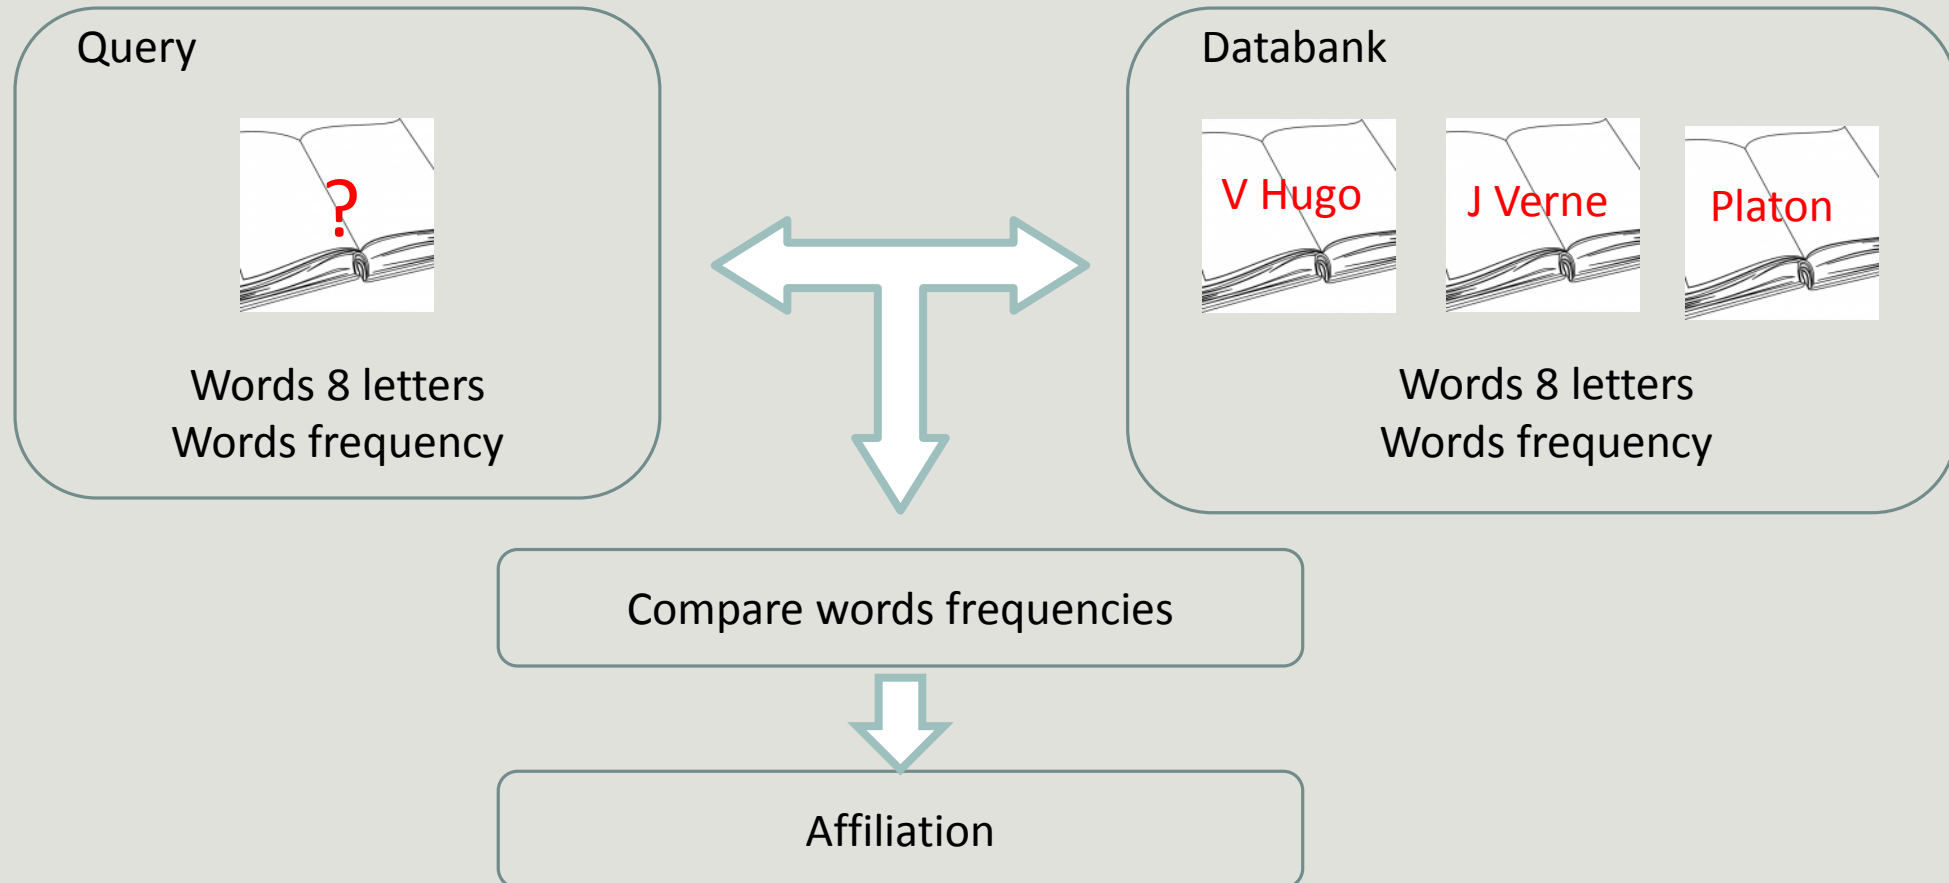 Query
?
Words 8 letters
Words frequency
Databank
V Hugo
J Verne
Platon
Words 8 letters
Words frequency
Compare words frequencies
Affiliation